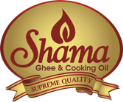 Shama
Ghee & Cooking Oil
SUPREME QUALITY